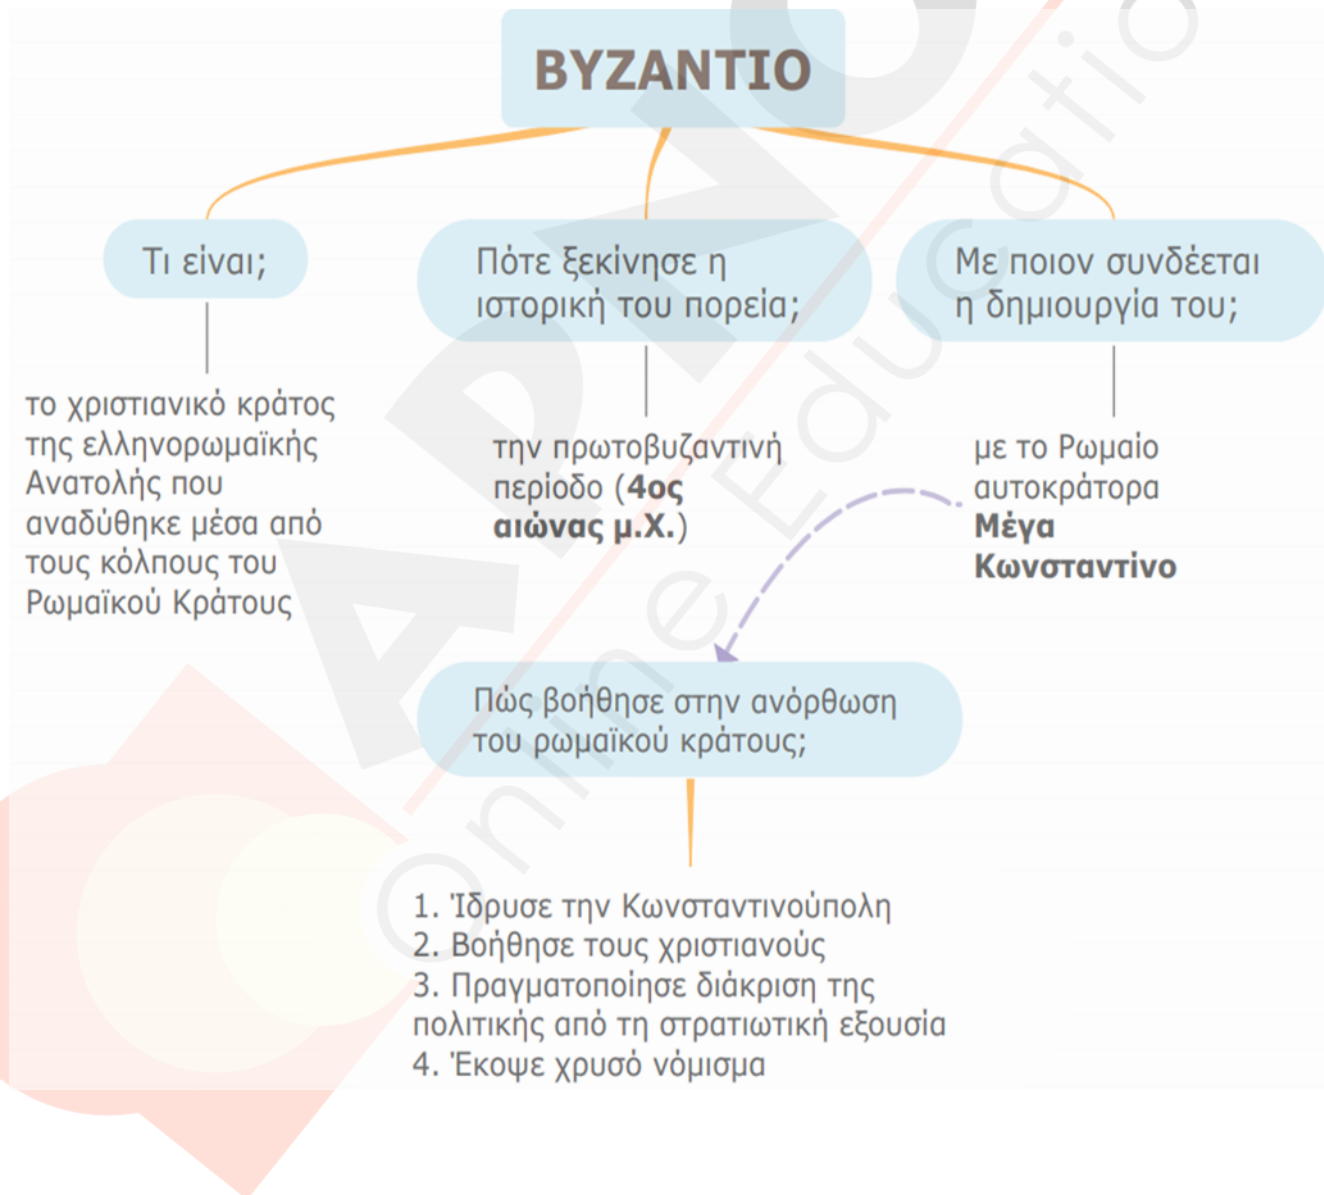 ΒΥΖΑΝΤΙΟ
Τι είναι;
το χριστιανικό κράτος
της ελληνορωμαϊκής
Ανατολής που
αναδύθηκε μέσα από
τους κόλπους του
Ρωμαϊκού Κράτους
Πότε ξεκίνησε η
ιστορική του πορεία;
την πρωτοβυζαντινή
περίοδο (4ος
αιώνας μ.Χ.)
Με ποιον συνδέεται
η δημιουργία του;
με το Ρωμαίο
αυτοκράτορα
Μέγα
Κωνσταντίνο
Πώς βοήθησε στην ανόρθωση
του ρωμαϊκού κράτους;
1. Ίδρυσε την Κωνσταντινούπολη
2. Βοήθησε τους χριστιανούς
3. Πραγματοποίησε διάκριση της
πολιτικής από τη στρατιωτική εξουσία
4. Έκοψε χρυσό νόμισμα
Online Educatio